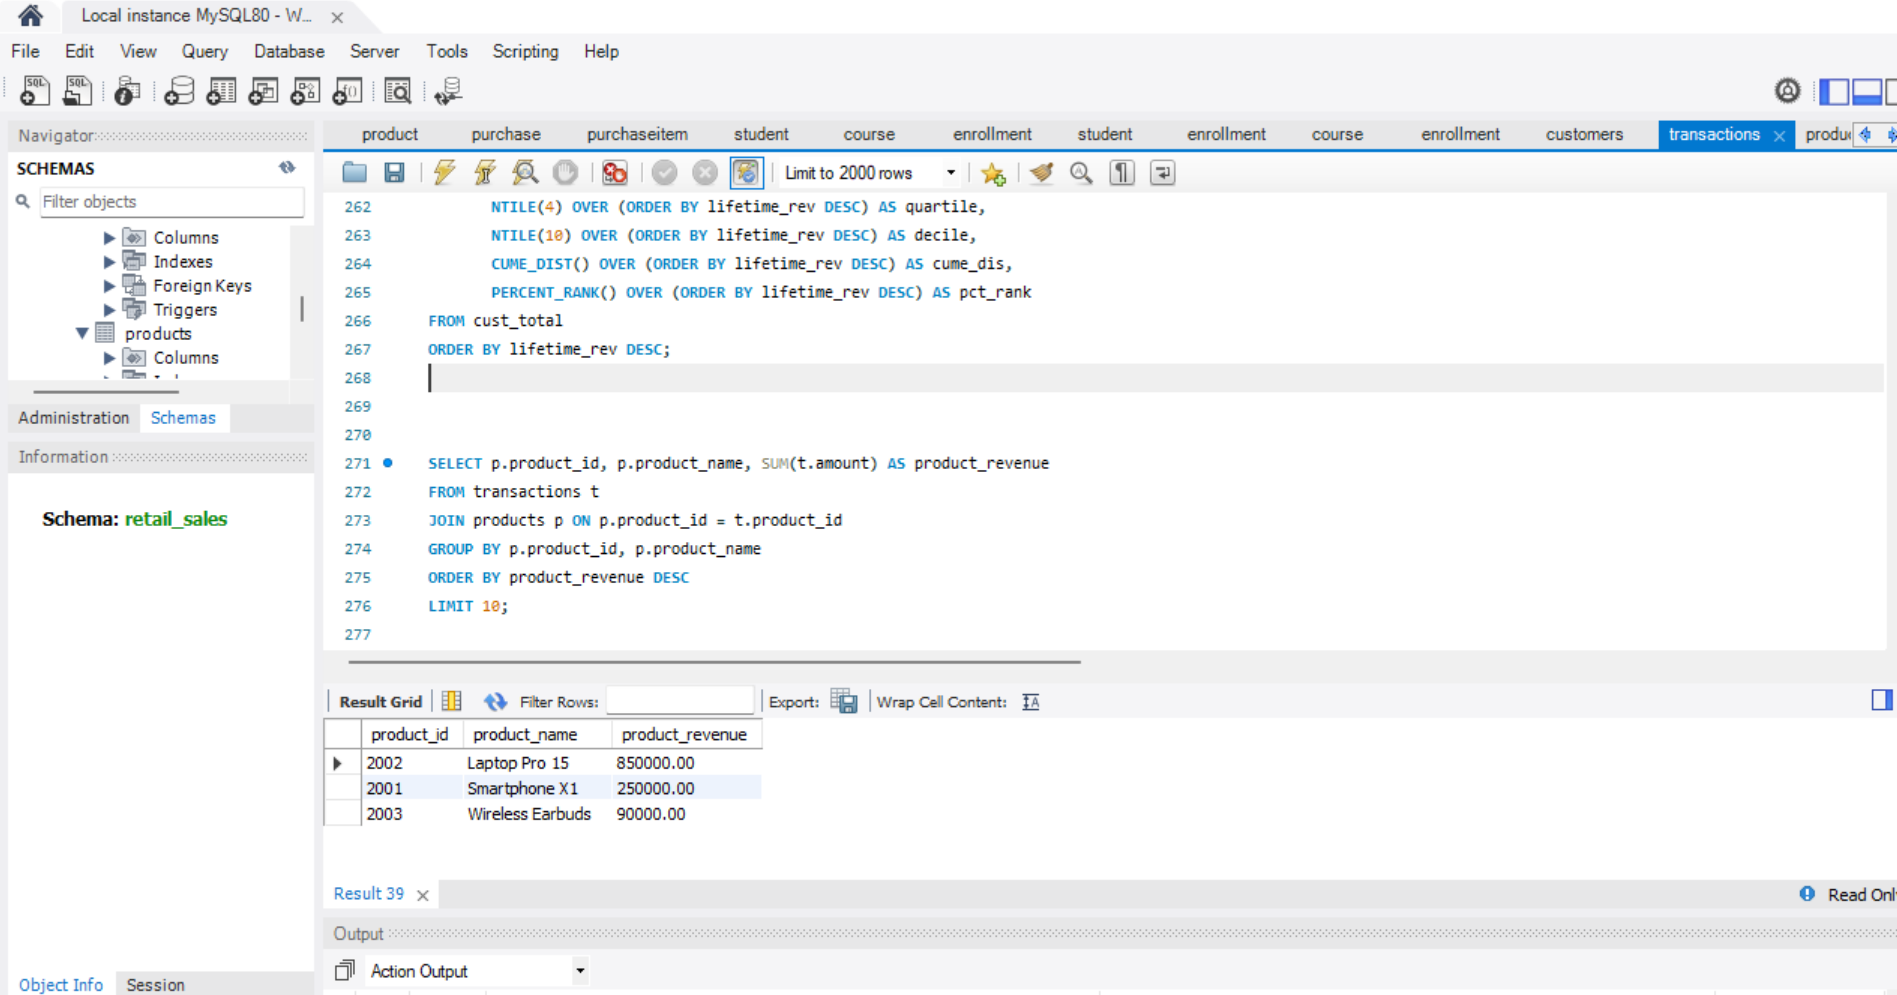 Local instance MySQL80 - W...
File Edit View Query Database Server Tools Scripting Help
Navigator
SCHEMAS
Filter objects
Columns
Indexes
Foreign Keys
Triggers
products
Columns
Administration Schemas
Information
Schema: retail_sales
Object Info Session
product purchase purchaseitem student course enrollment student enrollment course enrollment customers transactions produ
Limit to 2000 rows
262 NTILE(4) OVER (ORDER BY lifetime_rev DESC) AS quartile,
263 NTILE(10) OVER (ORDER BY lifetime_rev DESC) AS decile,
264 CUME_DIST() OVER (ORDER BY lifetime_rev DESC) AS cume_dis,
265 PERCENT_RANK() OVER (ORDER BY lifetime_rev DESC) AS pct_rank
266 FROM cust_total
267 ORDER BY lifetime_rev DESC;
268
269
270
271 SELECT p.product_id, p.product_name, SUM(t.amount) AS product_revenue
272 FROM transactions t
273 JOIN products p ON p.product_id = t.product_id
274 GROUP BY p.product_id, p.product_name
275 ORDER BY product_revenue DESC
276 LIMIT 10;
277
Result Grid Filter Rows: Export: Wrap Cell Content:
product_id product_name product_revenue
2002 Laptop Pro 15 850000.00
2001 Smartphone X1 250000.00
2003 Wireless Earbuds 90000.00
Result 39 Read Onl
Output
Action Output